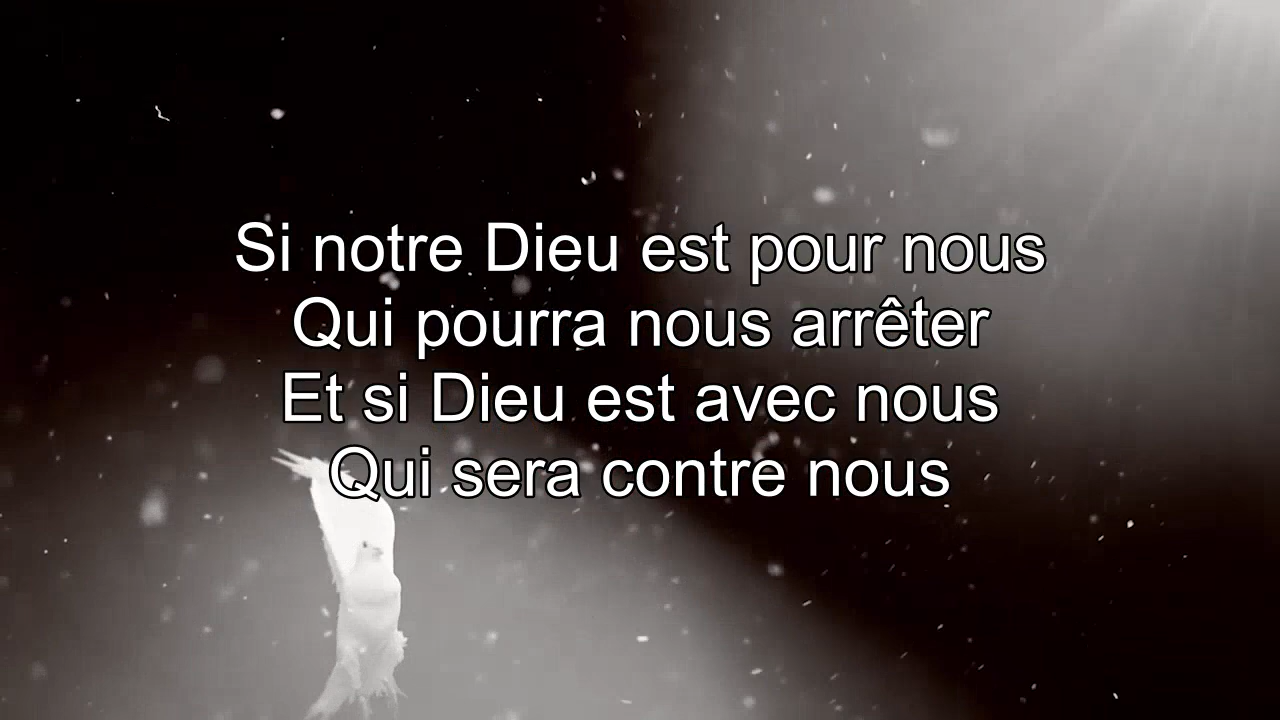 Si notre Dieu est pour nous
Qui pourra nous arrêter
Et si Dieu est avec nous
Qui sera contre nous